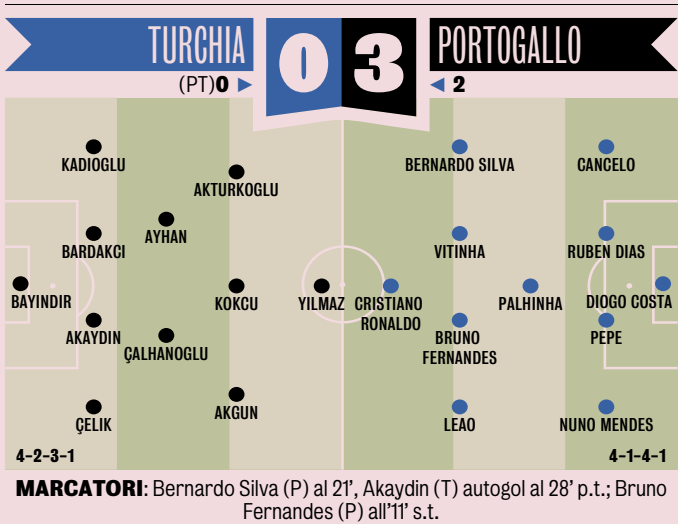 TURCHIA 0 3 PORTOGALLO
(PT)0 2
KADIOGLU
BARDAKCI
BAYINDIR
AKAYDIN
ÇELIK
AYHAN
ÇALHANOGLU
AKTURKOGLU
KOKCU
AKGUN
YILMAZ
4-2-3-1
CRISTIANO
RONALDO
BERNARDO SILVA
VITINHA
BRUNO
FERNANDES
LEAO
PALHINHA
CANCELO
RUBEN DIAS
DIOGO COSTA
PEPE
NUNO MENDES
4-1-4-1
MARCATORI: Bernardo Silva (P) al 21', Akaydin (T) autogol al 28' p.t.; Bruno
Fernandes (P) all'11' s.t.